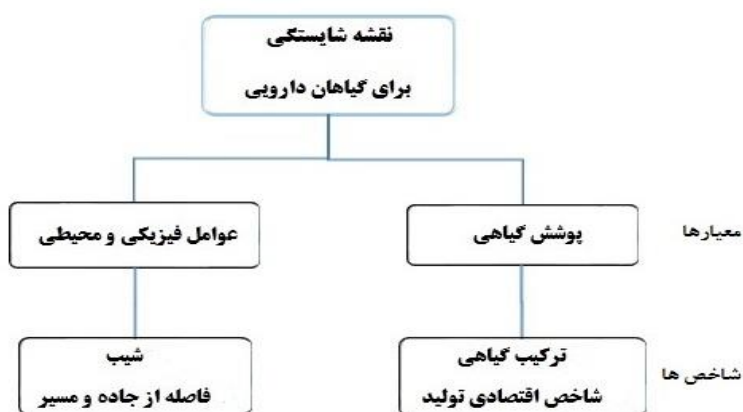 نقشه شایستگی
برای گیاهان دارویی
معیارها
پوشش گیاهی
عوامل فیزیکی و محیطی
شاخص ها
ترکیب گیاهی
شاخص اقتصادی تولید
شیب
فاصله از جاده و مسیر